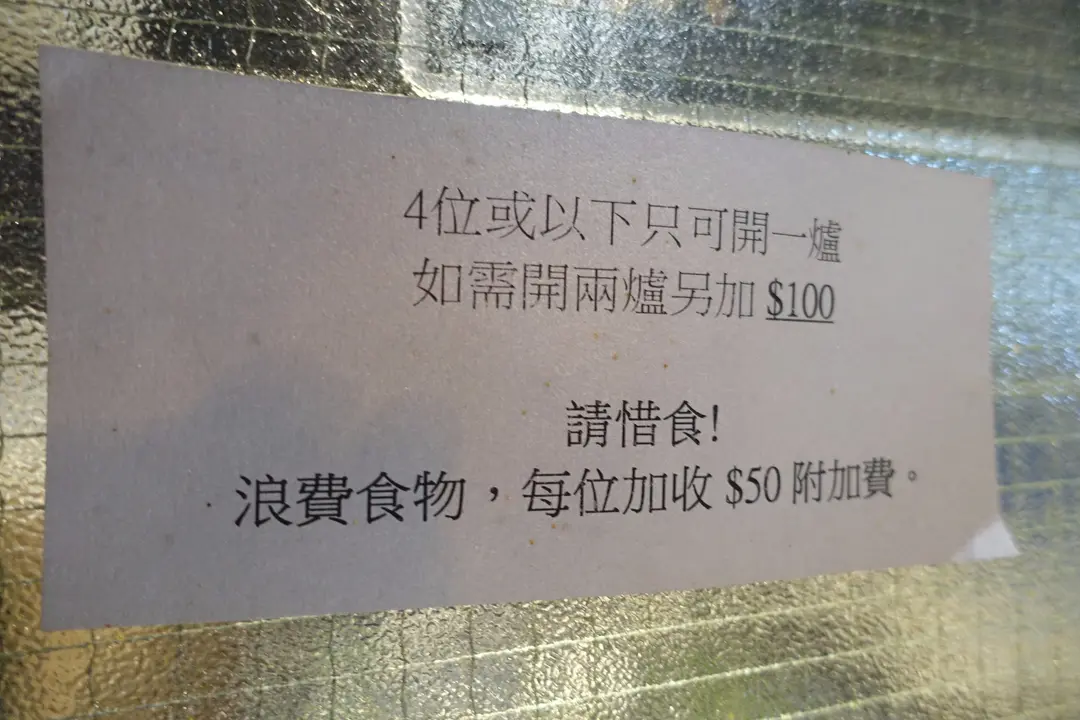 4位或以下只可開一爐
如需開兩爐另加 $100
請惜食!
浪費食物，每位加收 $50 附加費。